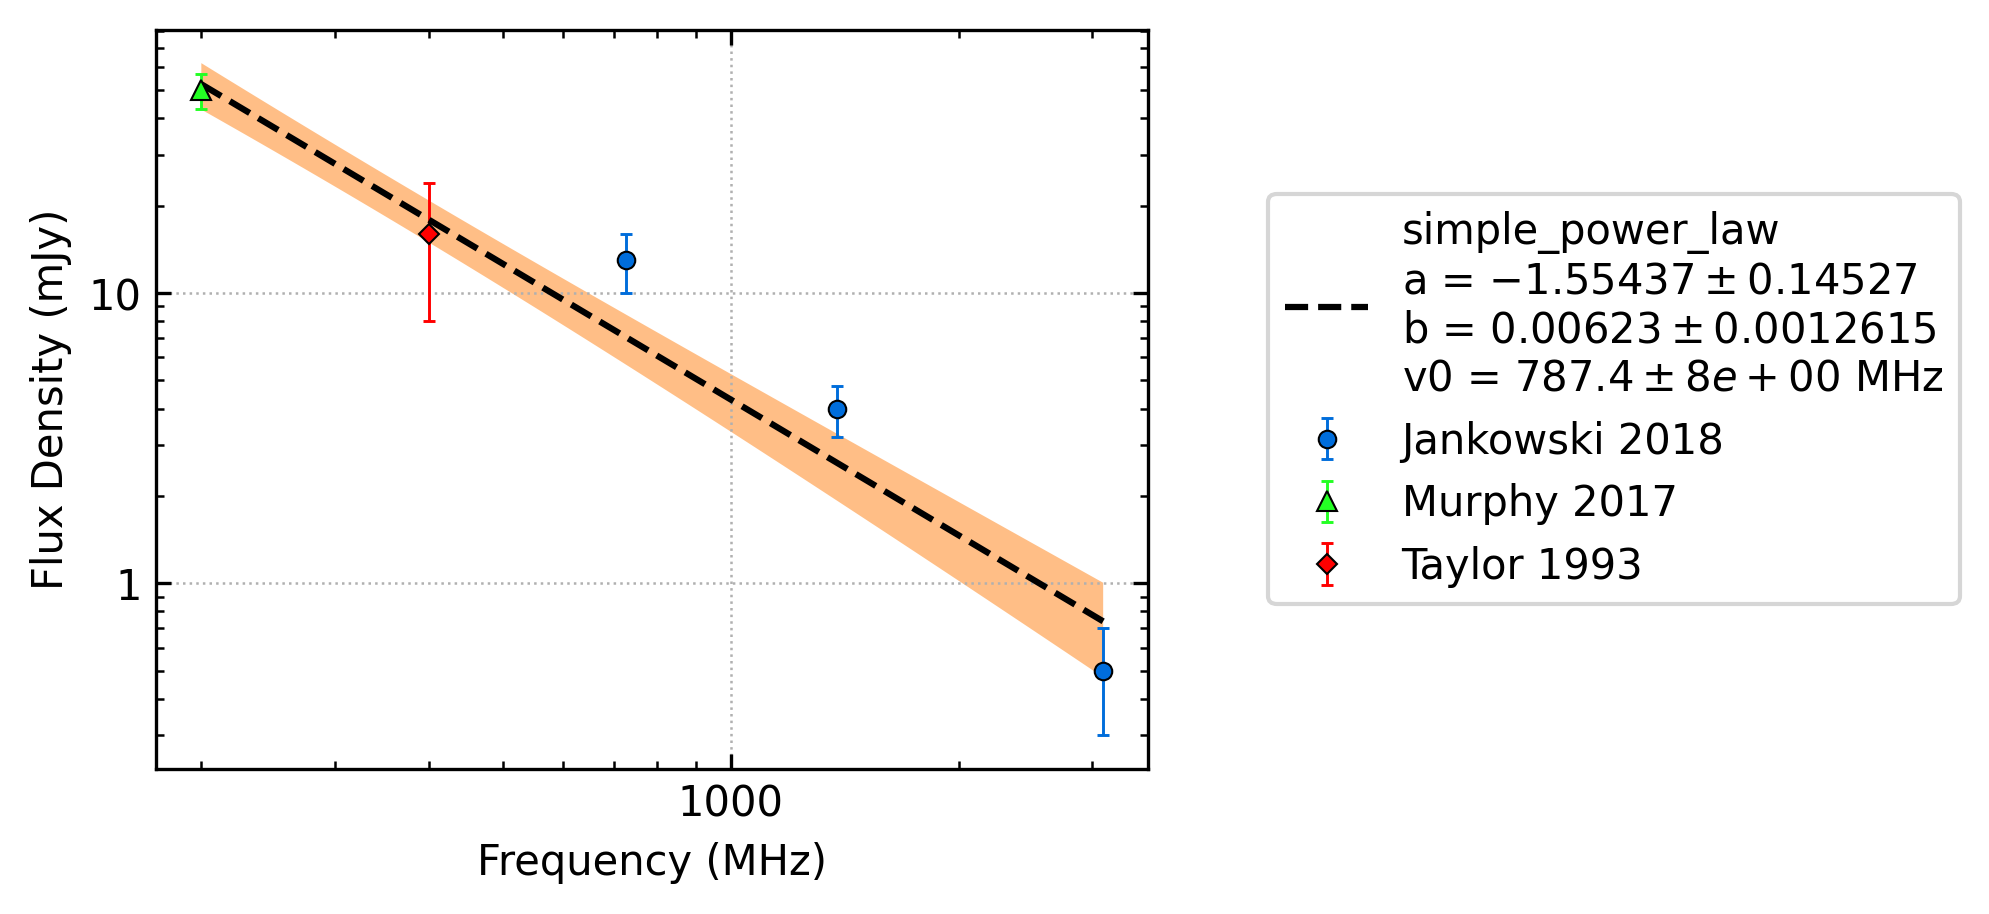 10
1
Flux Density (mJy)
1000
Frequency (MHz)
simple_power_law
a = −1.55437 ± 0.14527
b = 0.00623 ± 0.0012615
v0 = 787.4 ± 8e + 00 MHz
Jankowski 2018
Murphy 2017
Taylor 1993